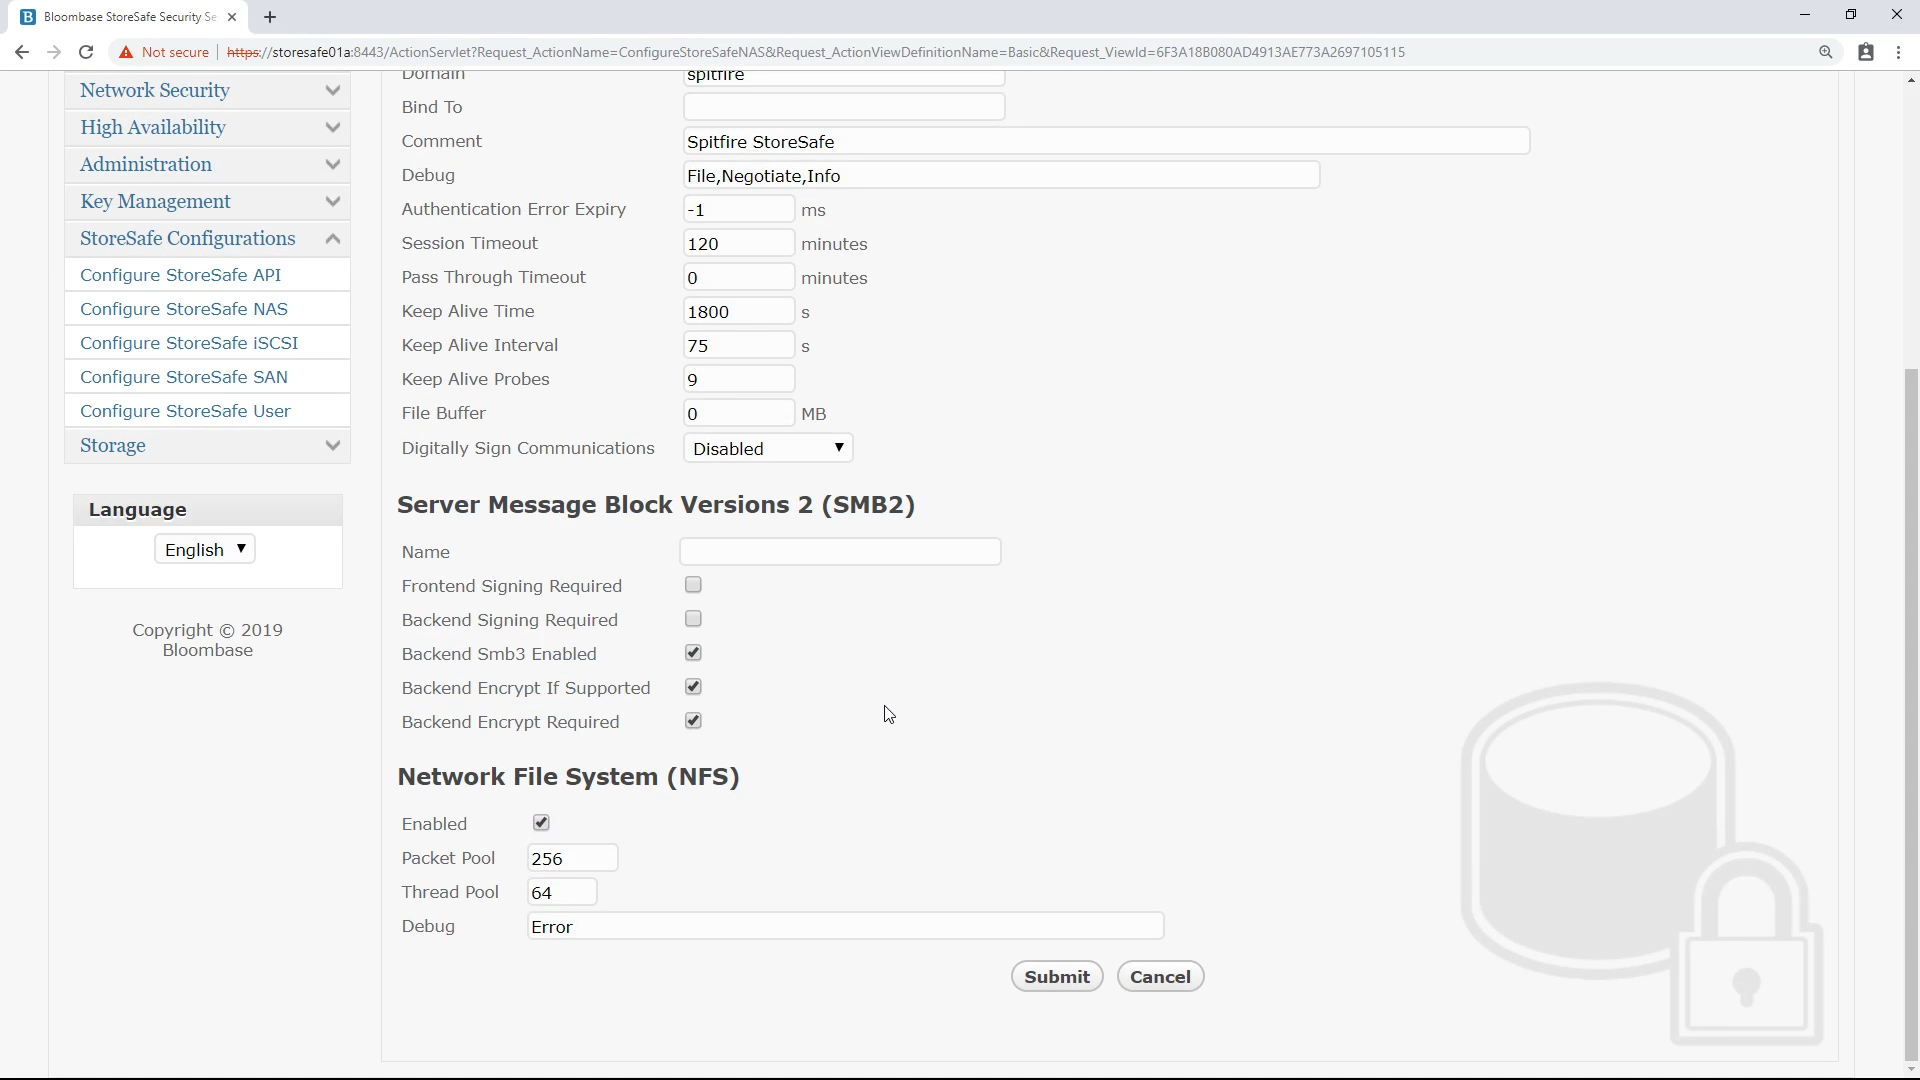 Bloombase StoreSafe Security Se
Not secure
https://storesafe01a:8443/ActionServlet?Request_ActionName=ConfigureStoreSafeNAS&Request_ActionViewDefinitionName=Basic&Request_ViewId=6F3A18B080AD4913AE773A2697105115
Network Security
High Availability
Administration
Key Management
StoreSafe Configurations
Configure StoreSafe API
Configure StoreSafe NAS
Configure StoreSafe iSCSI
Configure StoreSafe SAN
Configure StoreSafe User
Storage
Language
English
Copyright © 2019
Bloombase
Domain spitfire
Bind To
Comment Spitfire StoreSafe
Debug File,Negotiate,Info
Authentication Error Expiry -1 ms
Session Timeout 120 minutes
Pass Through Timeout 0 minutes
Keep Alive Time 1800 s
Keep Alive Interval 75 s
Keep Alive Probes 9
File Buffer 0 MB
Digitally Sign Communications Disabled
Server Message Block Versions 2 (SMB2)
Name
Frontend Signing Required
Backend Signing Required
Backend Smb3 Enabled
Backend Encrypt If Supported
Backend Encrypt Required
Network File System (NFS)
Enabled
Packet Pool 256
Thread Pool 64
Debug Error
Submit Cancel